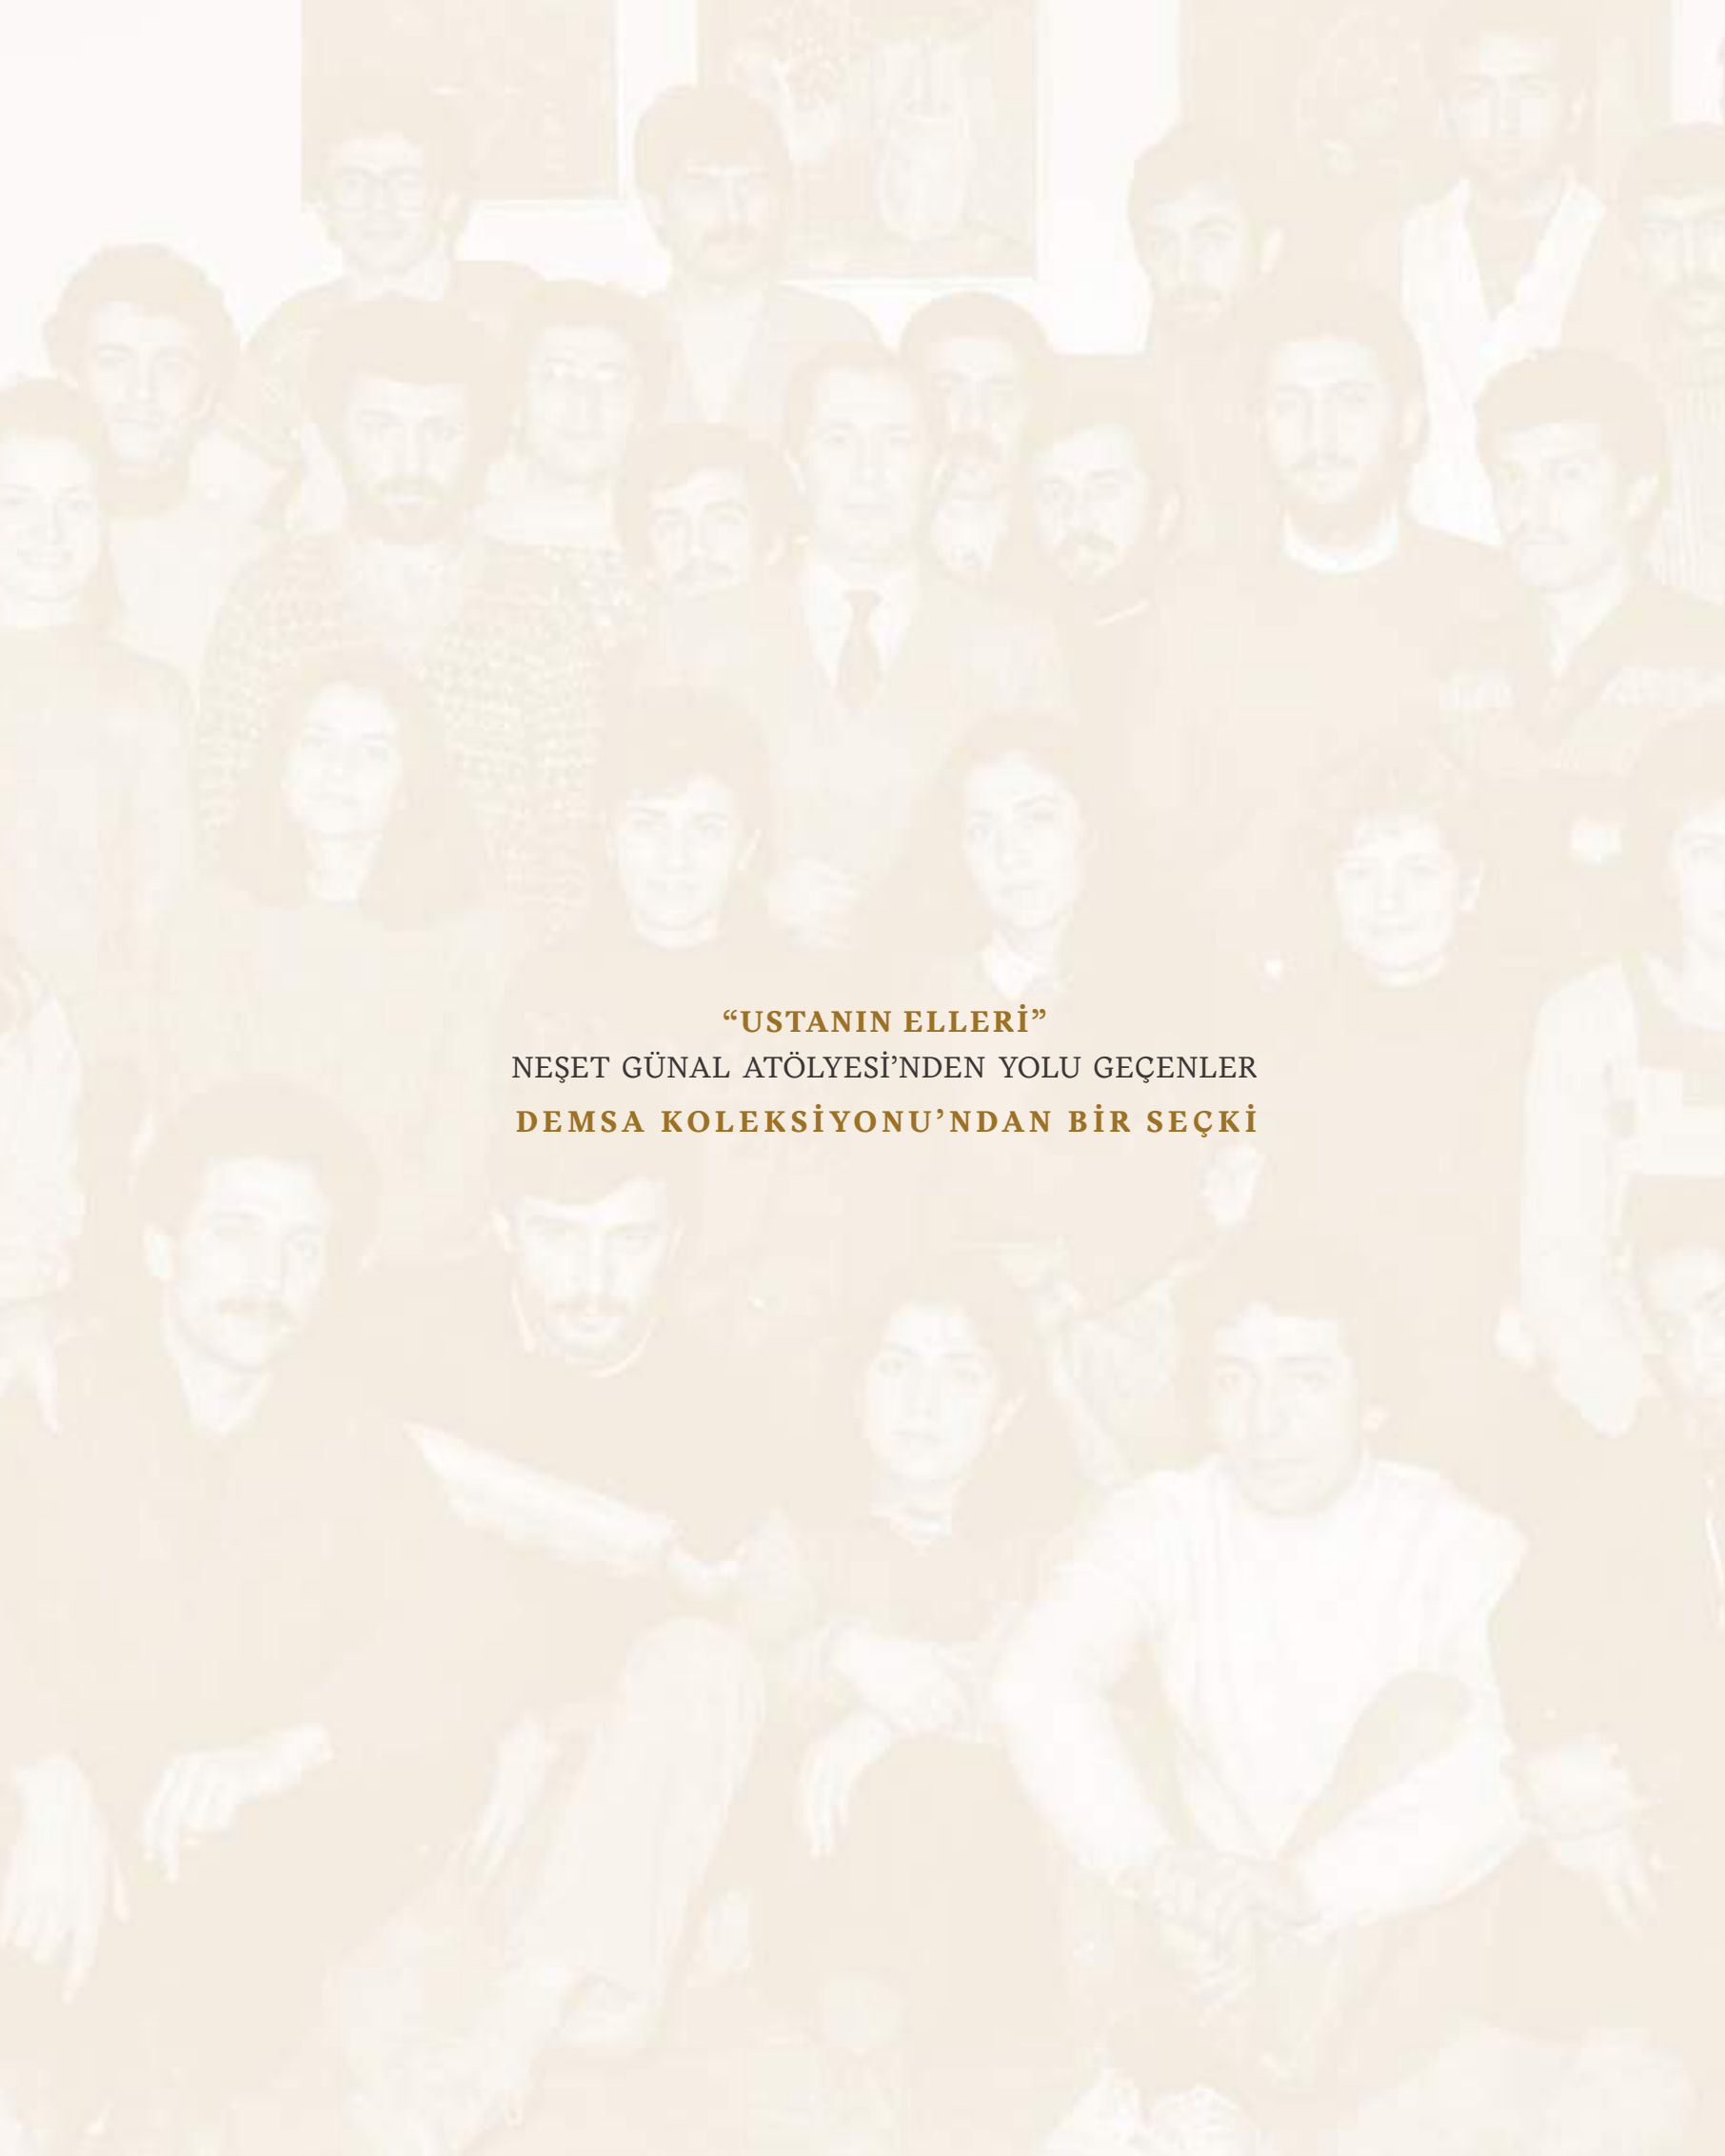 “USTANIN ELLERİ”
NEŞET GÜNAL ATÖLYESİ’NDEN YOLU GEÇENLER
DEMSA KOLEKSİYONU’NDAN BİR SEÇKİ